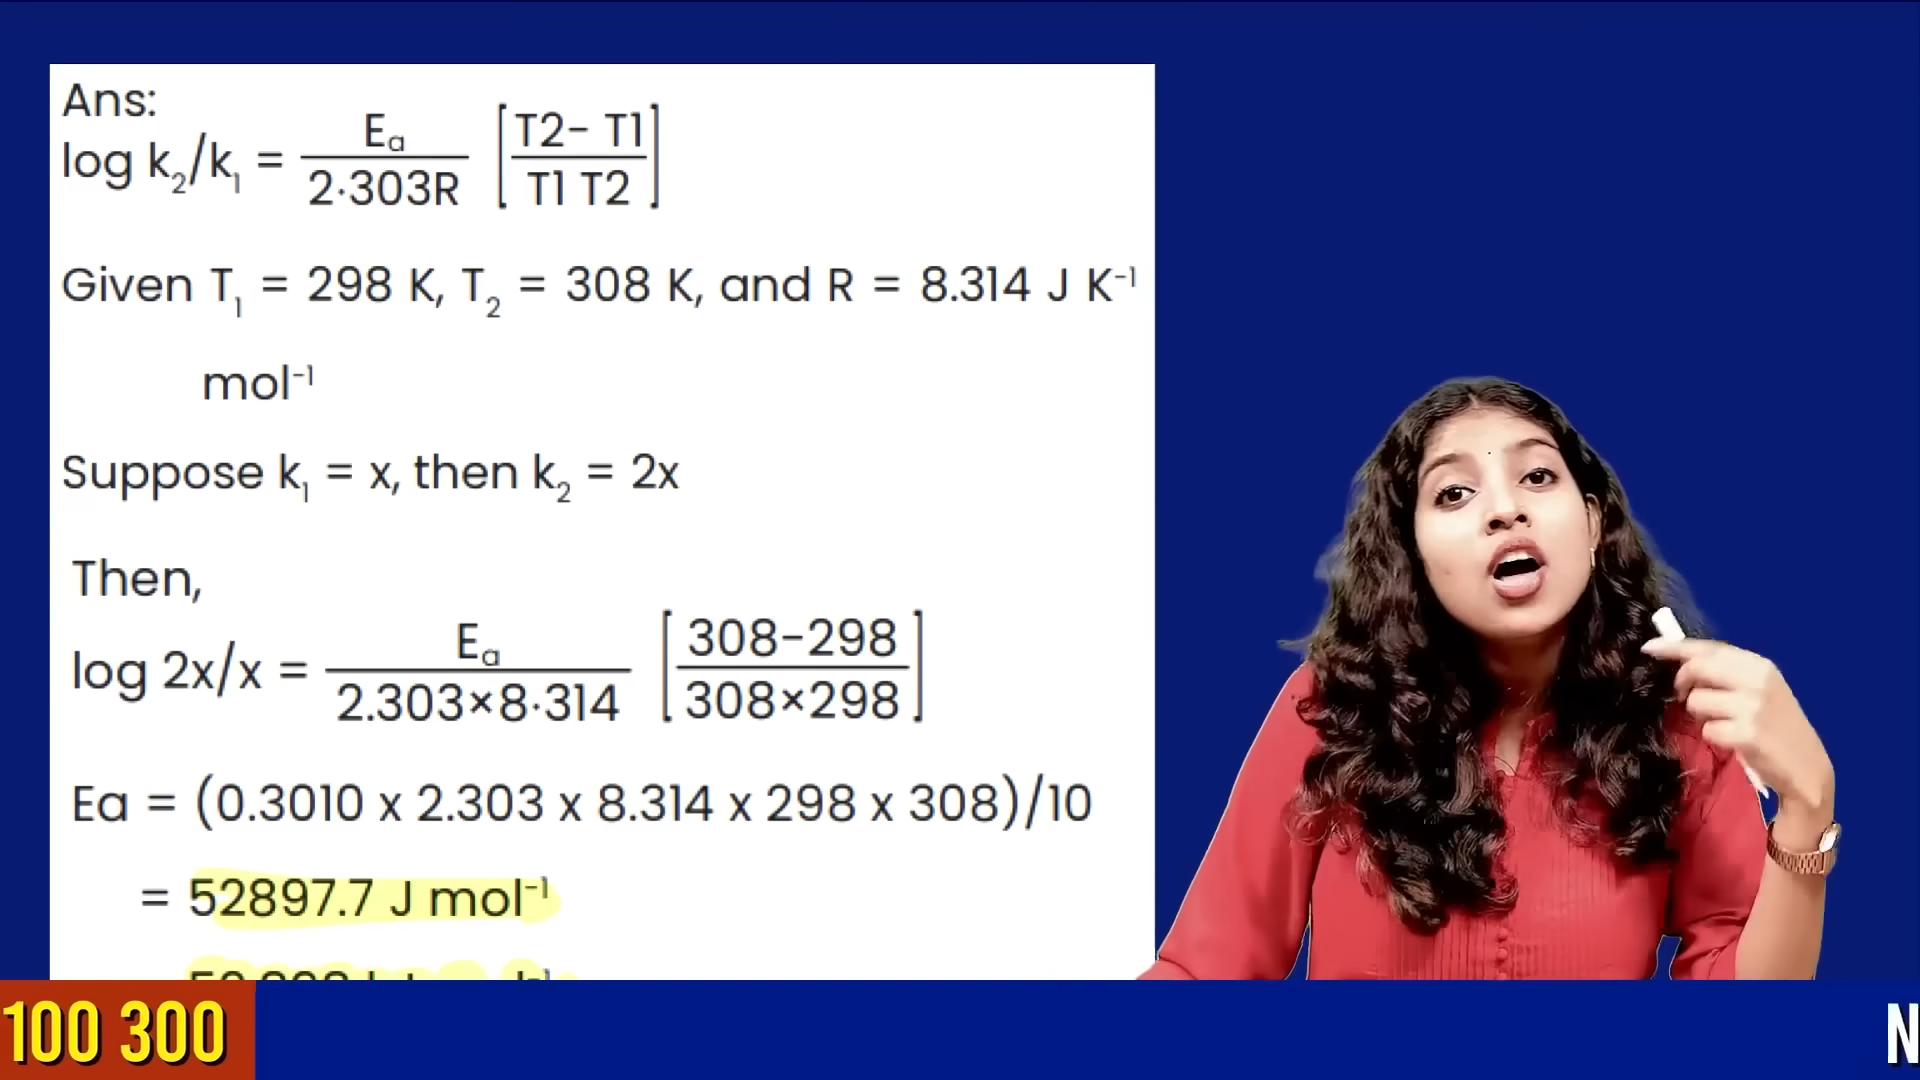 Ans:
log k₂/k₁ = Eₐ / 2·303R [T2- T1 / T1 T2]
Given T₁ = 298 K, T₂ = 308 K, and R = 8.314 J K⁻¹
mol⁻¹
Suppose k₁ = x, then k₂ = 2x
Then,
log 2x/x = Eₐ / 2.303×8·314 [308-298 / 308×298]
Ea = (0.3010 x 2.303 x 8.314 x 298 x 308)/10
= 52897.7 J mol⁻¹
100 300
N